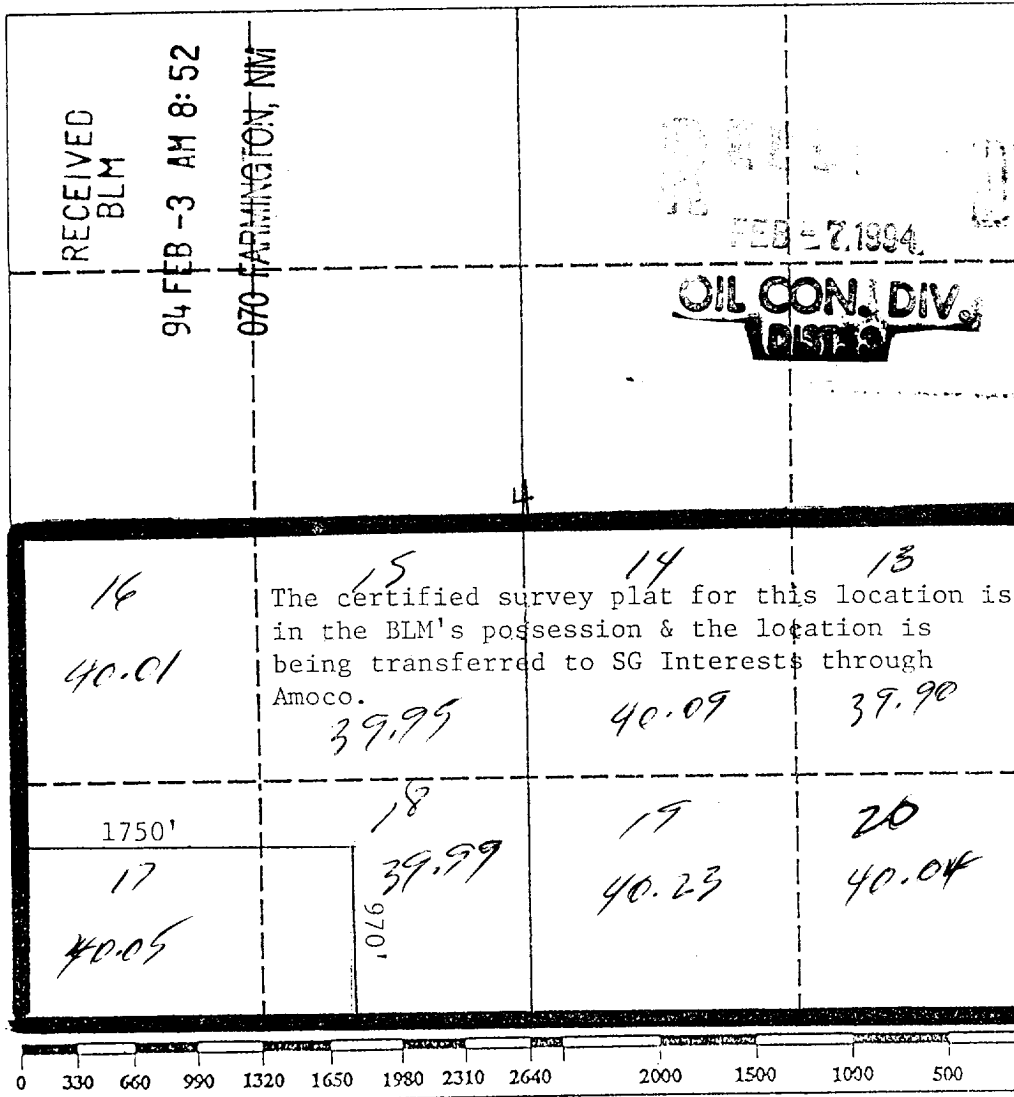 RECEIVED
BLM
94 FEB -3 AM 8:52
070 FARMINGTON, NM
FEB - 7 1994
OIL CON. DIV.
DIST. 3
4
16
15
14
13
The certified survey plat for this location is
in the BLM's possession & the location is
being transferred to SG Interests through
Amoco.
40.01
39.95
40.09
39.90
1750'
18
19
20
17
39.99
40.23
40.04
970'
40.05
0 330 660 990 1320 1650 1980 2310 2640 2000 1500 1000 500